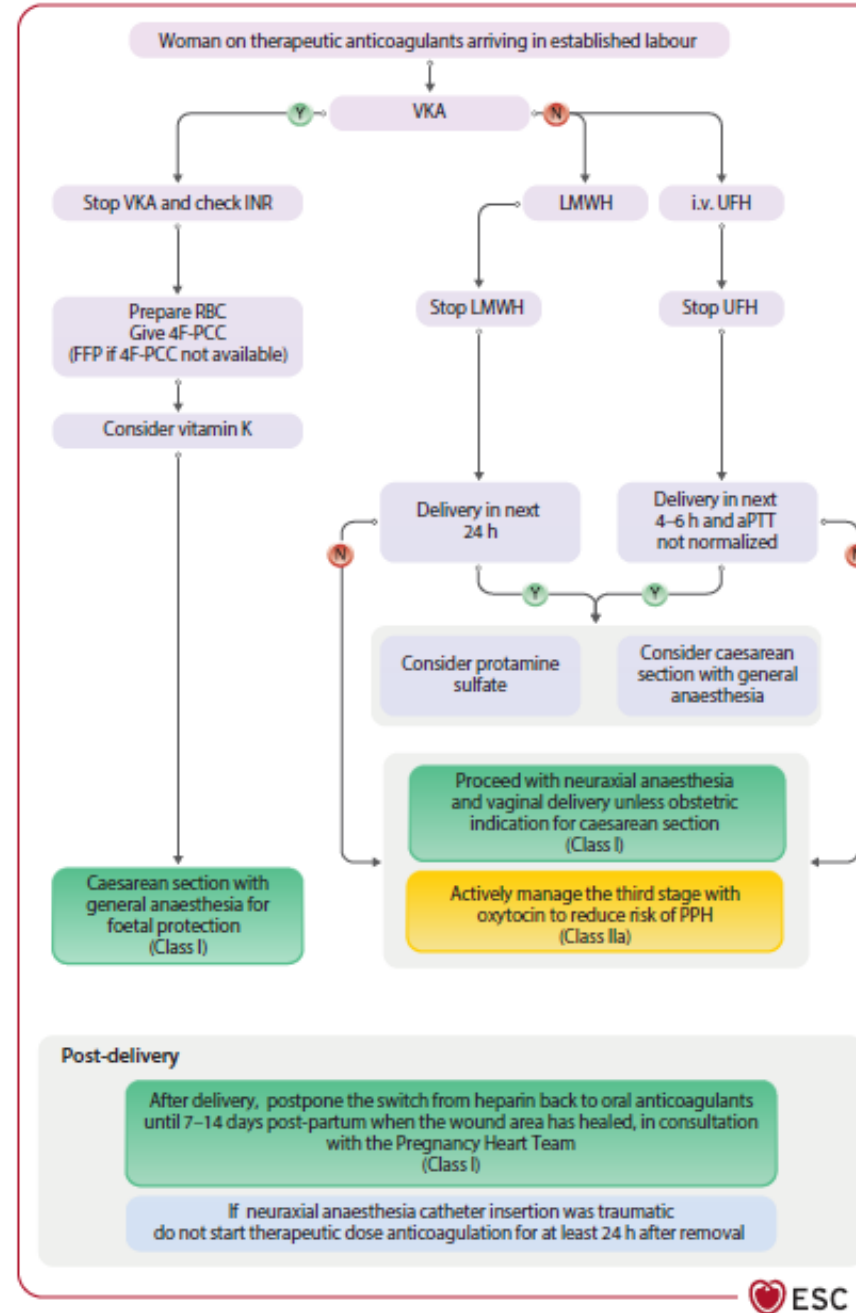 Woman on therapeutic anticoagulants arriving in established labour
VKA
Y
N
Stop VKA and check INR
LMWH
i.v. UFH
Prepare RBC
Give 4F-PCC
(FFP if 4F-PCC not available)
Stop LMWH
Stop UFH
Consider vitamin K
Delivery in next
24 h
Delivery in next
4–6 h and aPTT
not normalized
N
N
Y
Y
Consider protamine
sulfate
Consider caesarean
section with general
anaesthesia
Proceed with neuraxial anaesthesia
and vaginal delivery unless obstetric
indication for caesarean section
(Class I)
Caesarean section with
general anaesthesia for
foetal protection
(Class I)
Actively manage the third stage with
oxytocin to reduce risk of PPH
(Class IIa)
Post-delivery
After delivery, postpone the switch from heparin back to oral anticoagulants
until 7–14 days post-partum when the wound area has healed, in consultation
with the Pregnancy Heart Team
(Class I)
If neuraxial anaesthesia catheter insertion was traumatic
do not start therapeutic dose anticoagulation for at least 24 h after removal
ESC